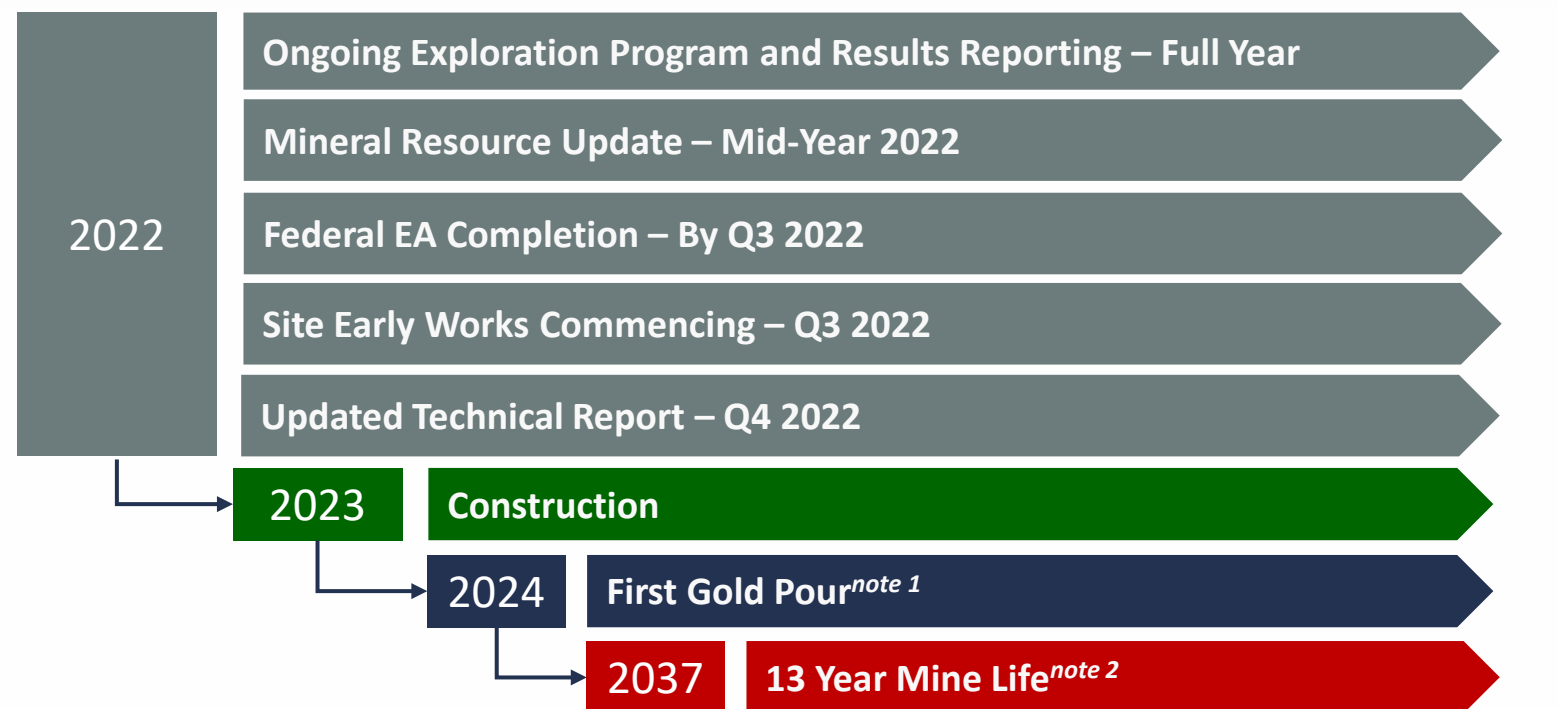 2022
Ongoing Exploration Program and Results Reporting – Full Year
Mineral Resource Update – Mid-Year 2022
Federal EA Completion – By Q3 2022
Site Early Works Commencing – Q3 2022
Updated Technical Report – Q4 2022
2023
Construction
2024
First Gold Pour note 1
2037
13 Year Mine Life note 2